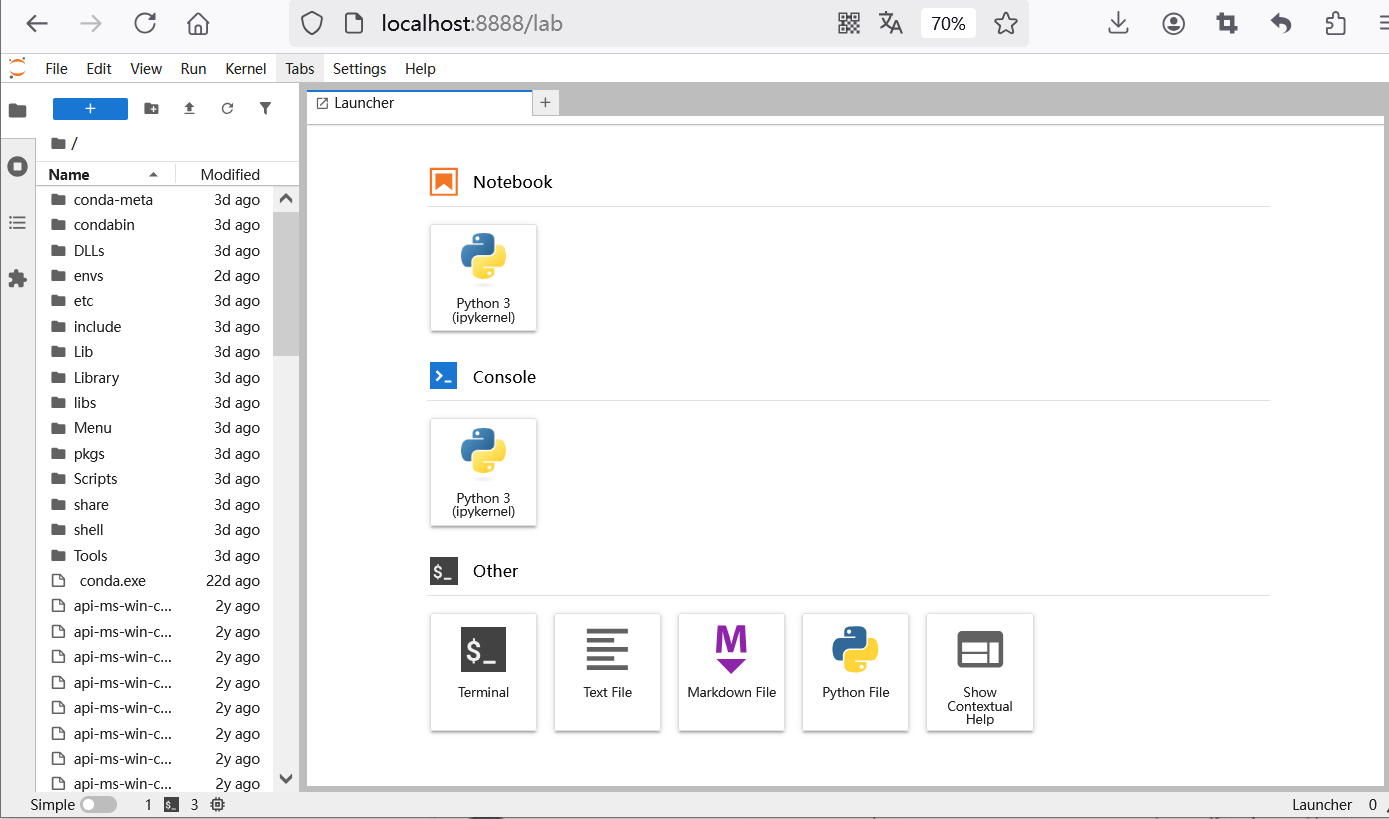 localhost:8888/lab
70%
File Edit View Run Kernel Tabs Settings Help
+
Launcher
+
/
Name Modified
conda-meta 3d ago
condabin 3d ago
DLLs 3d ago
envs 2d ago
etc 3d ago
include 3d ago
Lib 3d ago
Library 3d ago
libs 3d ago
Menu 3d ago
pkgs 3d ago
Scripts 3d ago
share 3d ago
shell 3d ago
Tools 3d ago
conda.exe 22d ago
api-ms-win-c... 2y ago
api-ms-win-c... 2y ago
api-ms-win-c... 2y ago
api-ms-win-c... 2y ago
api-ms-win-c... 2y ago
api-ms-win-c... 2y ago
api-ms-win-c... 2y ago
api-ms-win-c... 2y ago
Notebook
Python 3
(ipykernel)
Console
Python 3
(ipykernel)
$_ Other
$_
Terminal
Text File
M
Markdown File
Python File
Show
Contextual
Help
Simple 1 $_ 3
Launcher 0